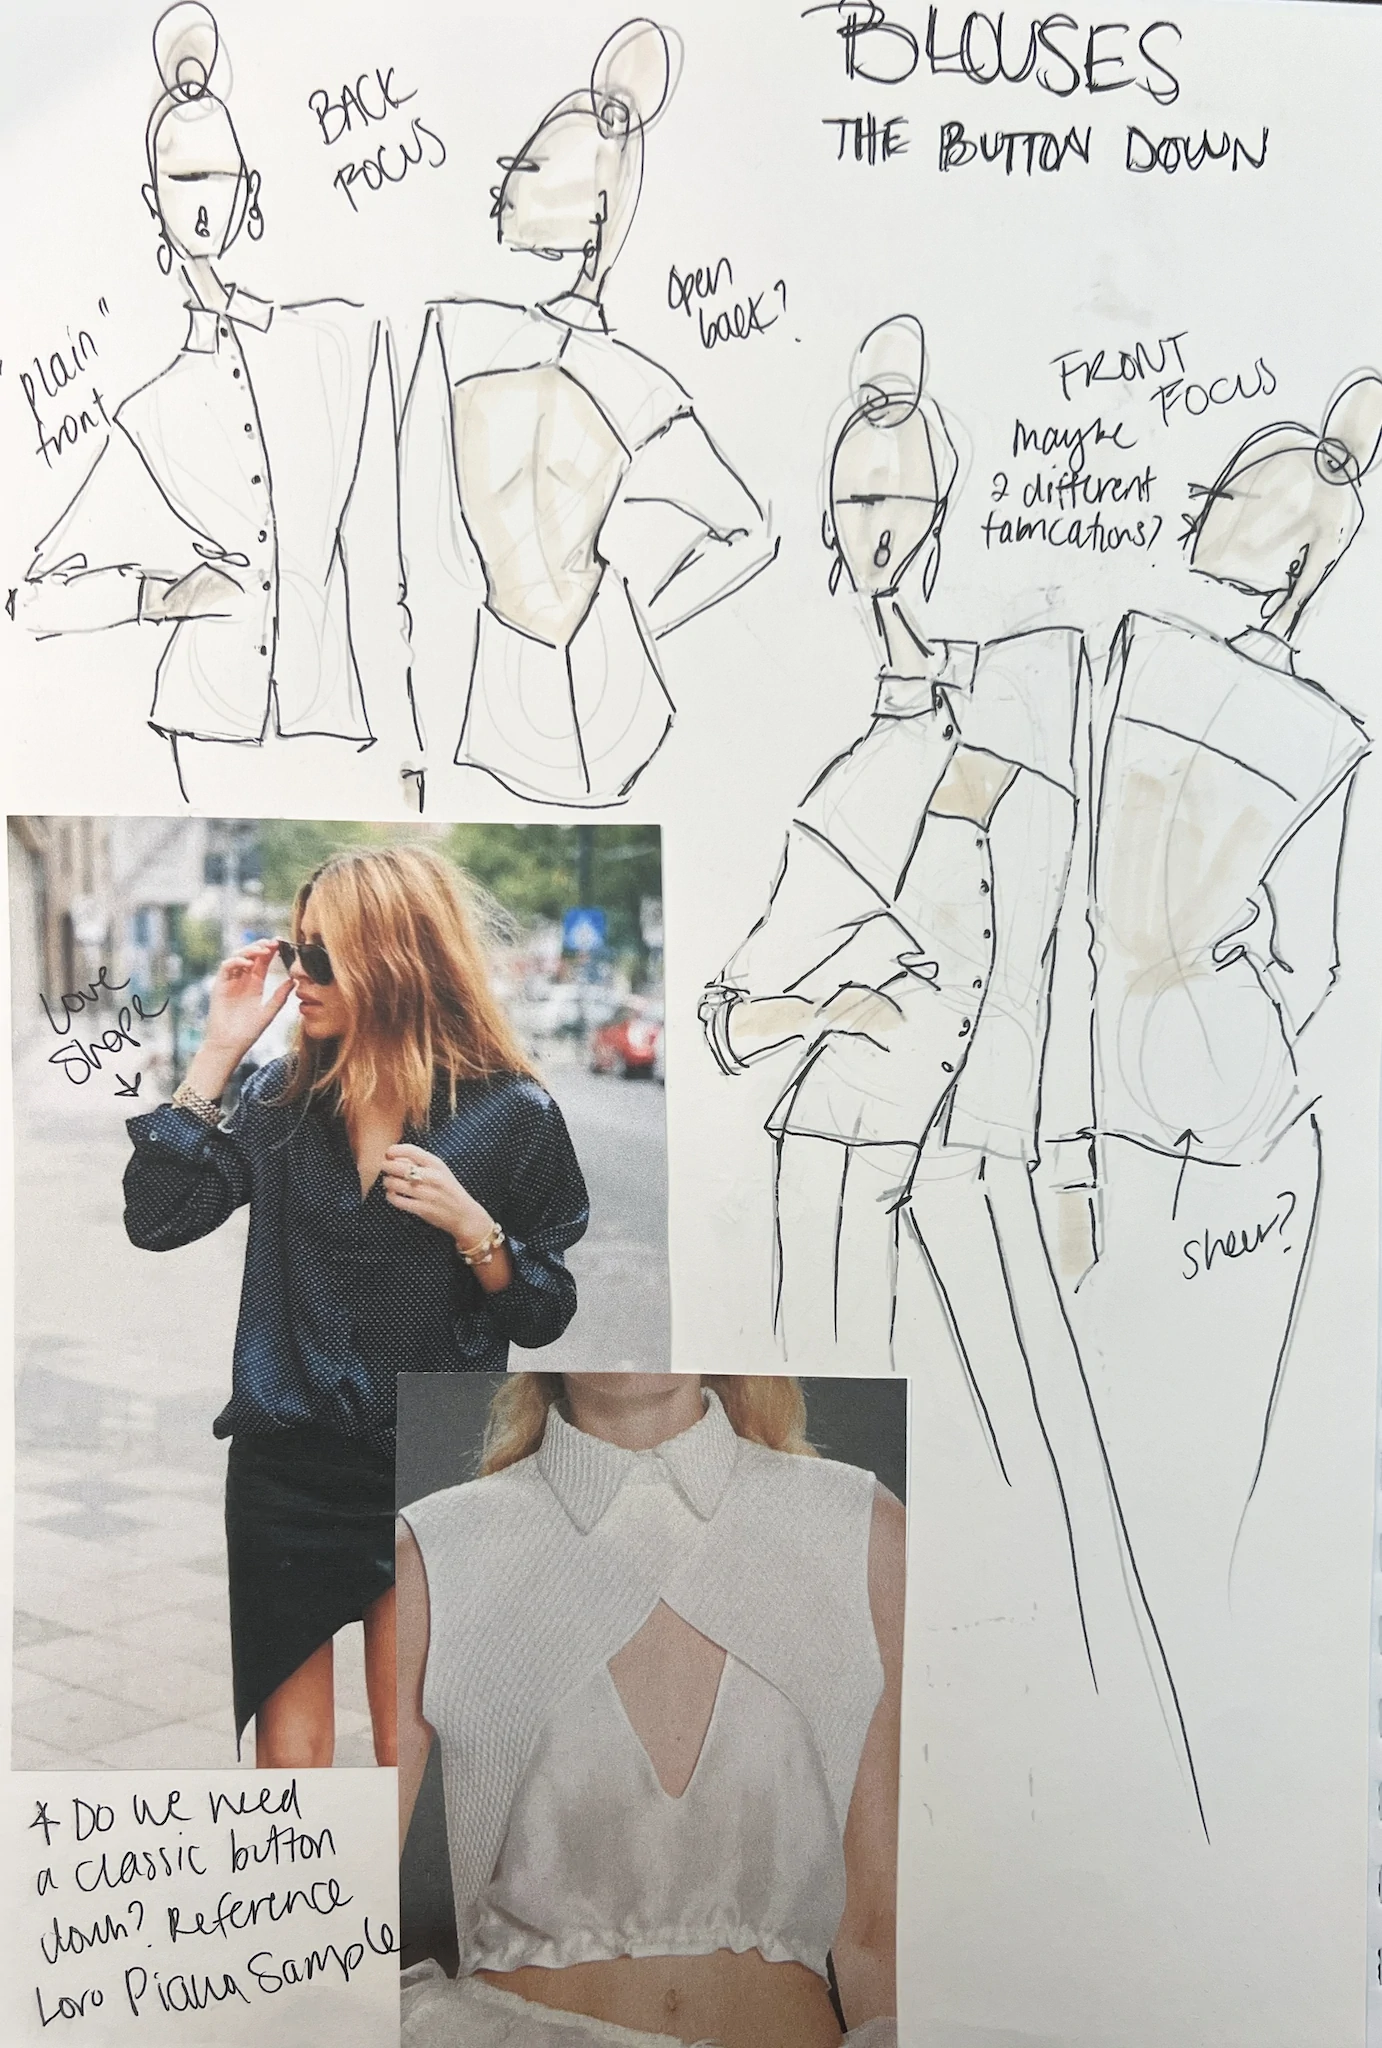 BLOUSES
THE BUTTON DOWN
BACK
FOCUS
"plain"
front
open
back?
FRONT
FOCUS
maybe
2 different
fabrications?
Love
Shape
sheer?
* Do we need
a classic button
down? Reference
Loro Piana Sample